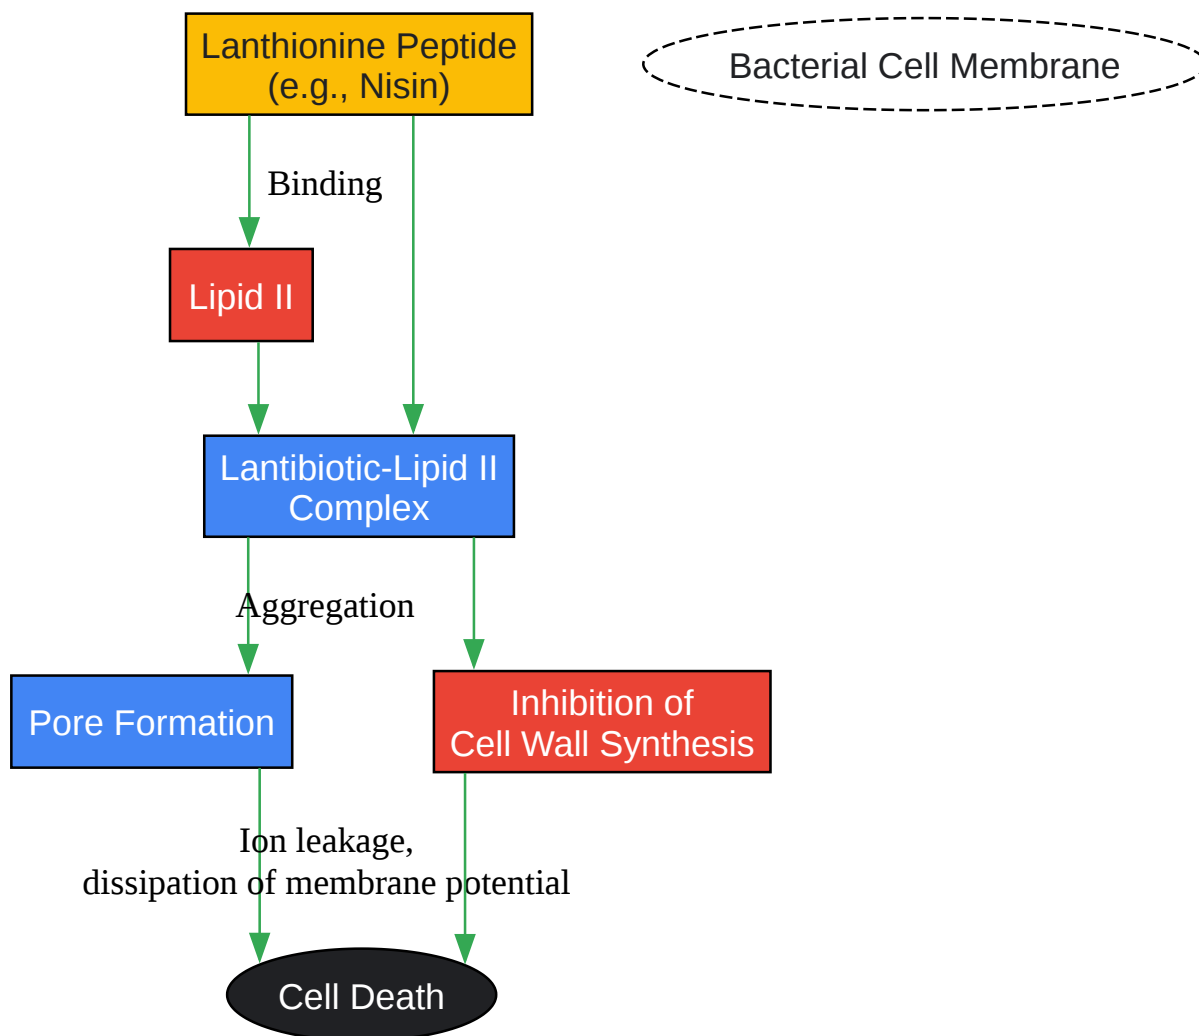 Lanthionine Peptide
(e.g., Nisin)
Bacterial Cell Membrane
Binding
Lipid II
Lantibiotic-Lipid II
Complex
Aggregation
Pore Formation
Inhibition of
Cell Wall Synthesis
Ion leakage,
dissipation of membrane potential
Cell Death